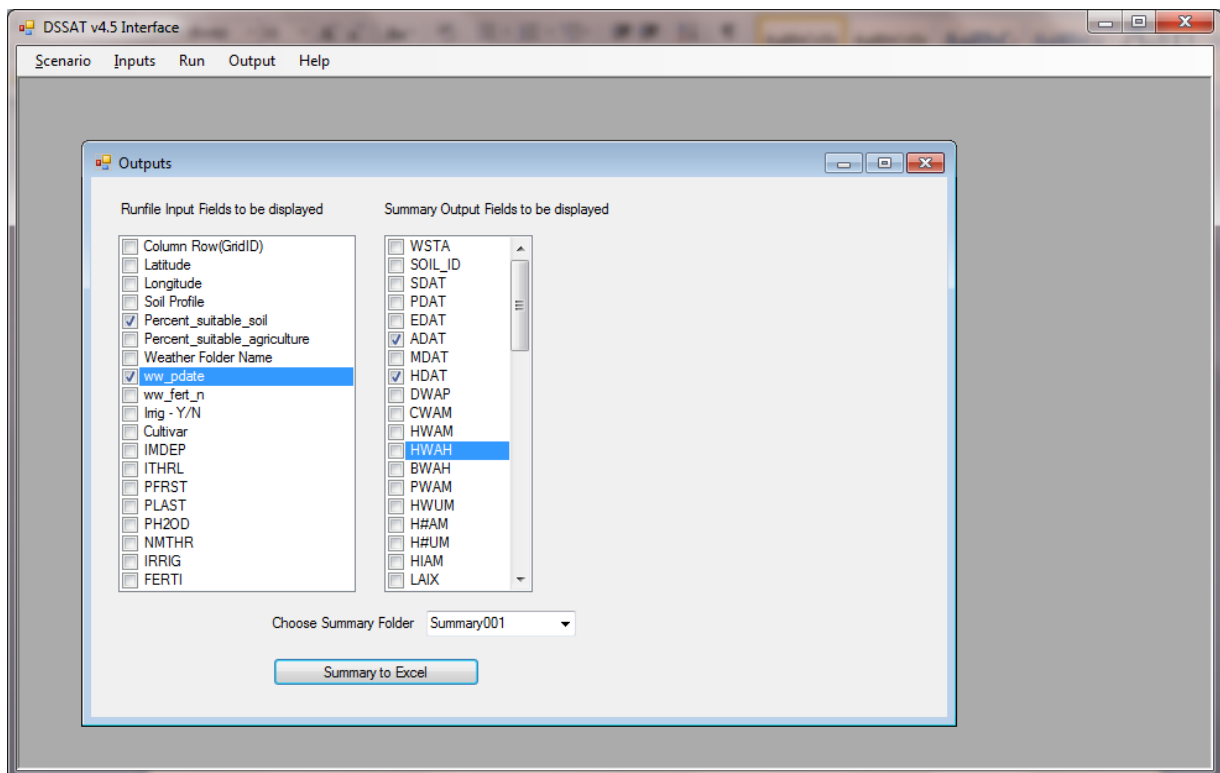 DSSAT v4.5 Interface
Scenario Inputs Run Output Help
Outputs
Runfile Input Fields to be displayed
Column Row(GridID)
Latitude
Longitude
Soil Profile
Percent_suitable_soil
Percent_suitable_agriculture
Weather Folder Name
ww_pdate
ww_fert_n
Irrig - Y/N
Cultivar
IMDEP
ITHRL
PFRST
PLAST
PH2OD
NMTHR
IRRIG
FERTI
Summary Output Fields to be displayed
WSTA
SOIL_ID
SDAT
PDAT
EDAT
ADAT
MDAT
HDAT
DWAP
CWAM
HWAM
HWAH
BWAH
PWAM
HWUM
H#AM
H#UM
HIAM
LAIX
Choose Summary Folder Summary001
Summary to Excel